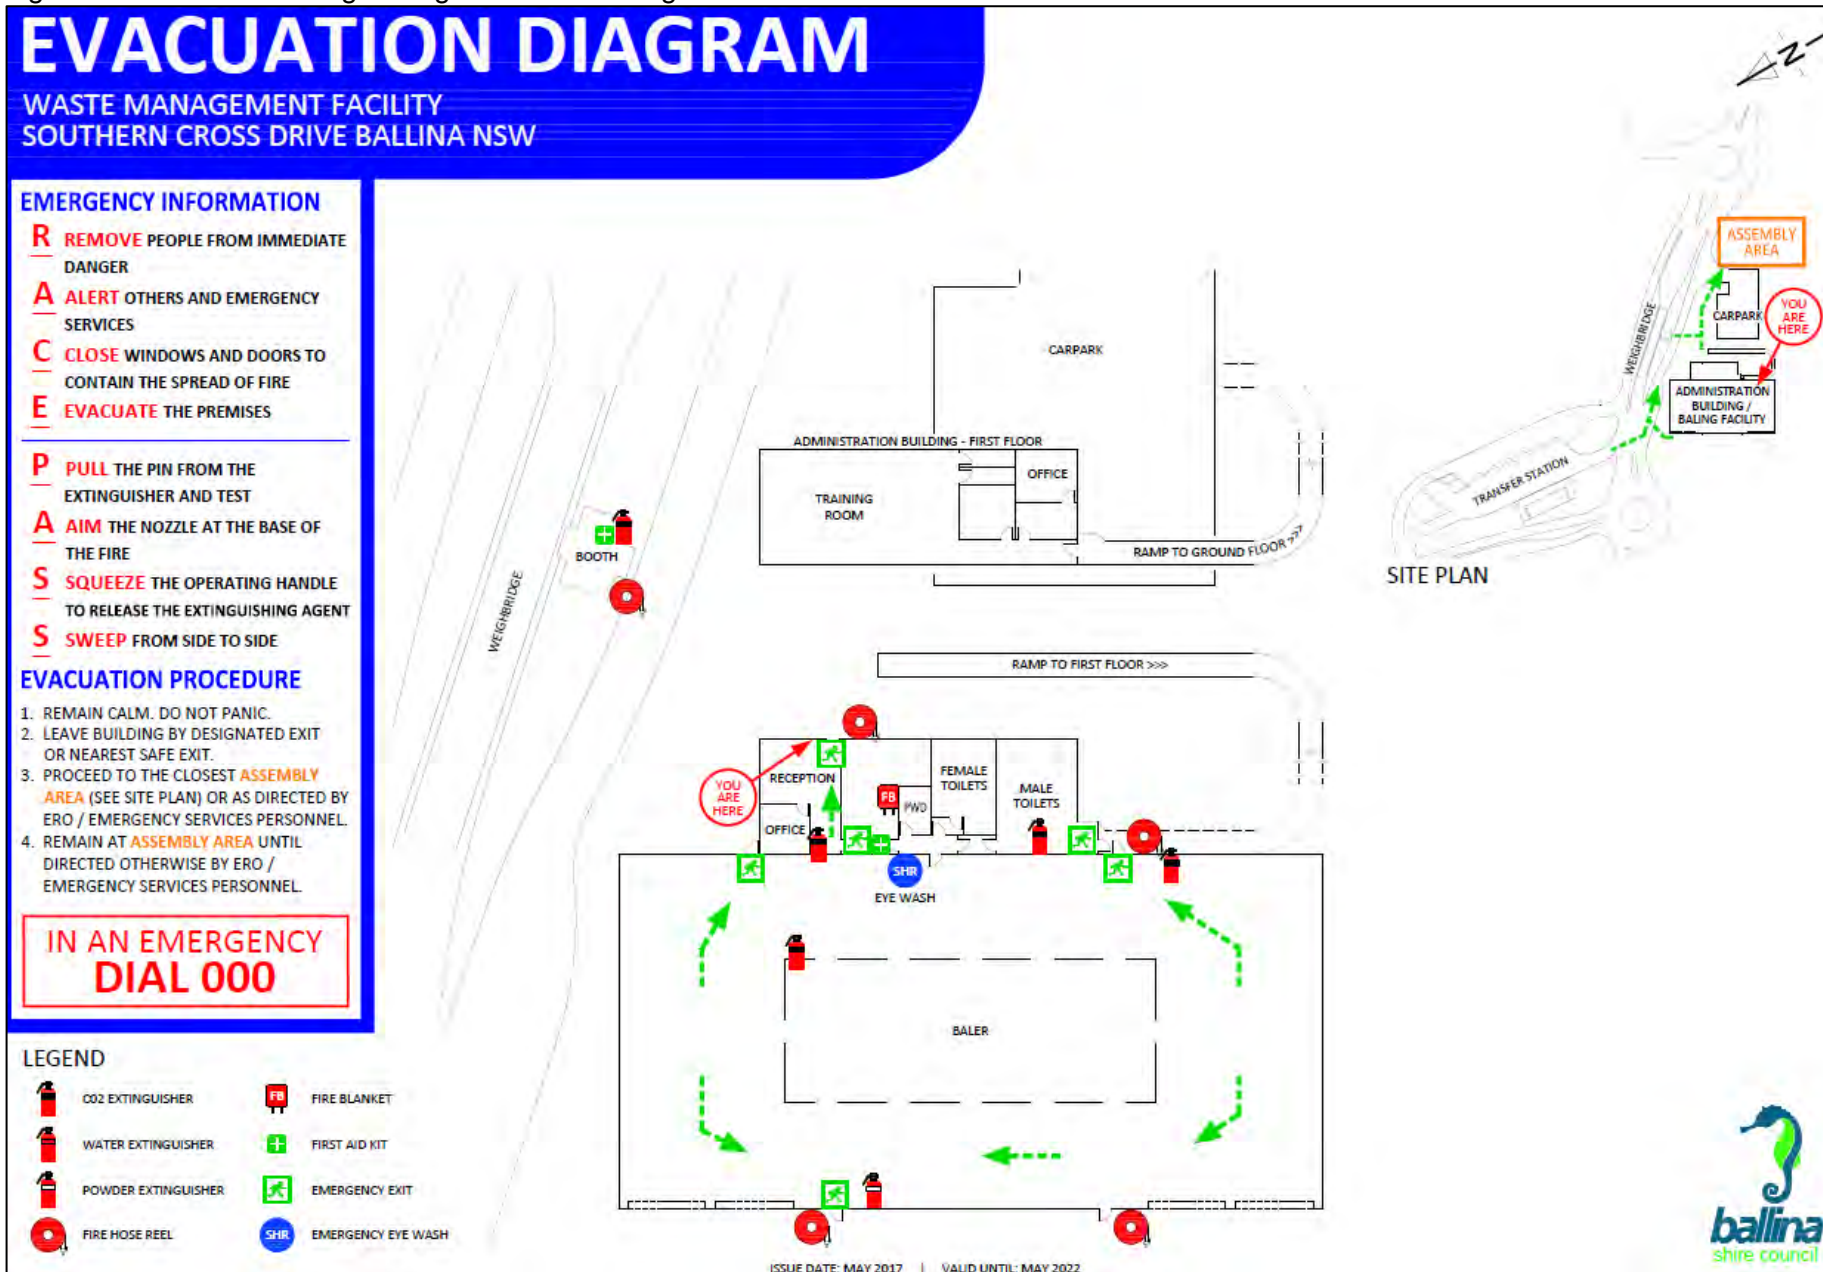 EVACUATION DIAGRAM
WASTE MANAGEMENT FACILITY
SOUTHERN CROSS DRIVE BALLINA NSW
EMERGENCY INFORMATION
R REMOVE PEOPLE FROM IMMEDIATE
DANGER
A ALERT OTHERS AND EMERGENCY
SERVICES
C CLOSE WINDOWS AND DOORS TO
CONTAIN THE SPREAD OF FIRE
E EVACUATE THE PREMISES
P PULL THE PIN FROM THE
EXTINGUISHER AND TEST
A AIM THE NOZZLE AT THE BASE OF
THE FIRE
S SQUEEZE THE OPERATING HANDLE
TO RELEASE THE EXTINGUISHING AGENT
S SWEEP FROM SIDE TO SIDE
EVACUATION PROCEDURE
1. REMAIN CALM. DO NOT PANIC.
2. LEAVE BUILDING BY DESIGNATED EXIT
OR NEAREST SAFE EXIT.
3. PROCEED TO THE CLOSEST ASSEMBLY
AREA (SEE SITE PLAN) OR AS DIRECTED BY
ERO / EMERGENCY SERVICES PERSONNEL.
4. REMAIN AT ASSEMBLY AREA UNTIL
DIRECTED OTHERWISE BY ERO /
EMERGENCY SERVICES PERSONNEL.
IN AN EMERGENCY
DIAL 000
LEGEND
C02 EXTINGUISHER
WATER EXTINGUISHER
POWDER EXTINGUISHER
FIRE HOSE REEL
FB FIRE BLANKET
FIRST AID KIT
EMERGENCY EXIT
SHR EMERGENCY EYE WASH
WEIGHBRIDGE
BOOTH
CARPARK
ADMINISTRATION BUILDING - FIRST FLOOR
TRAINING
ROOM
OFFICE
RAMP TO GROUND FLOOR >>>
RAMP TO FIRST FLOOR >>>
YOU
ARE
HERE
RECEPTION
OFFICE
FB
PWD
FEMALE
TOILETS
MALE
TOILETS
SHR
EYE WASH
BALER
N
ASSEMBLY
AREA
CARPARK
YOU
ARE
HERE
WEIGHBRIDGE
ADMINISTRATION
BUILDING /
BALING FACILITY
TRANSFER STATION
SITE PLAN
ballina
shire council
ISSUE DATE: MAY 2017 | VALID UNTIL: MAY 2022